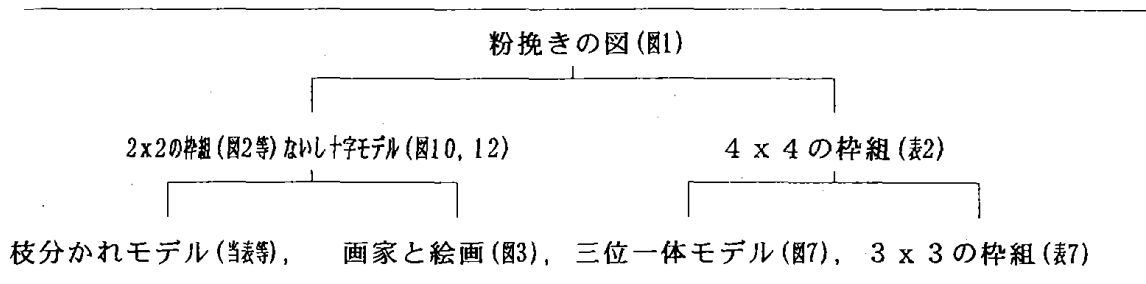 粉挽きの図(図1)
2x2の枠組(図2等)ないし十字モデル(図10, 12)　4 x 4の枠組(表2)
枝分かれモデル(当表等),　画家と絵画(図3), 三位一体モデル(図7), 3 x 3の枠組(表7)